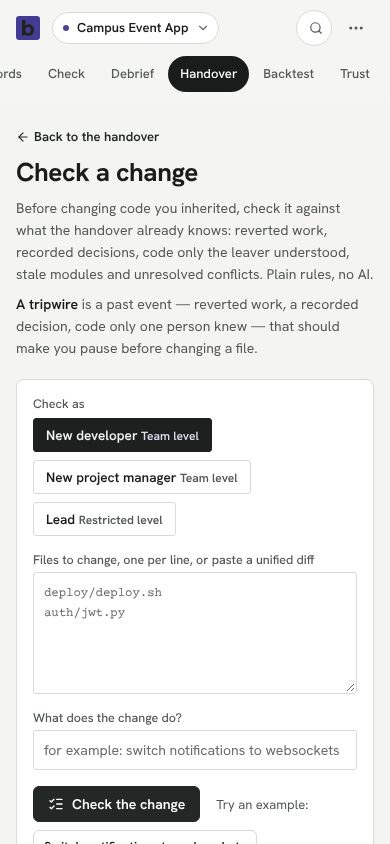 b
Campus Event App
Check
Debrief
Handover
Backtest
Trust
← Back to the handover
Check a change
Before changing code you inherited, check it against
what the handover already knows: reverted work,
recorded decisions, code only the leaver understood,
stale modules and unresolved conflicts. Plain rules, no AI.
A tripwire is a past event — reverted work, a recorded
decision, code only one person knew — that should
make you pause before changing a file.
Check as
New developer Team level
New project manager Team level
Lead Restricted level
Files to change, one per line, or paste a unified diff
deploy/deploy.sh
auth/jwt.py
What does the change do?
for example: switch notifications to websockets
Check the change
Try an example: